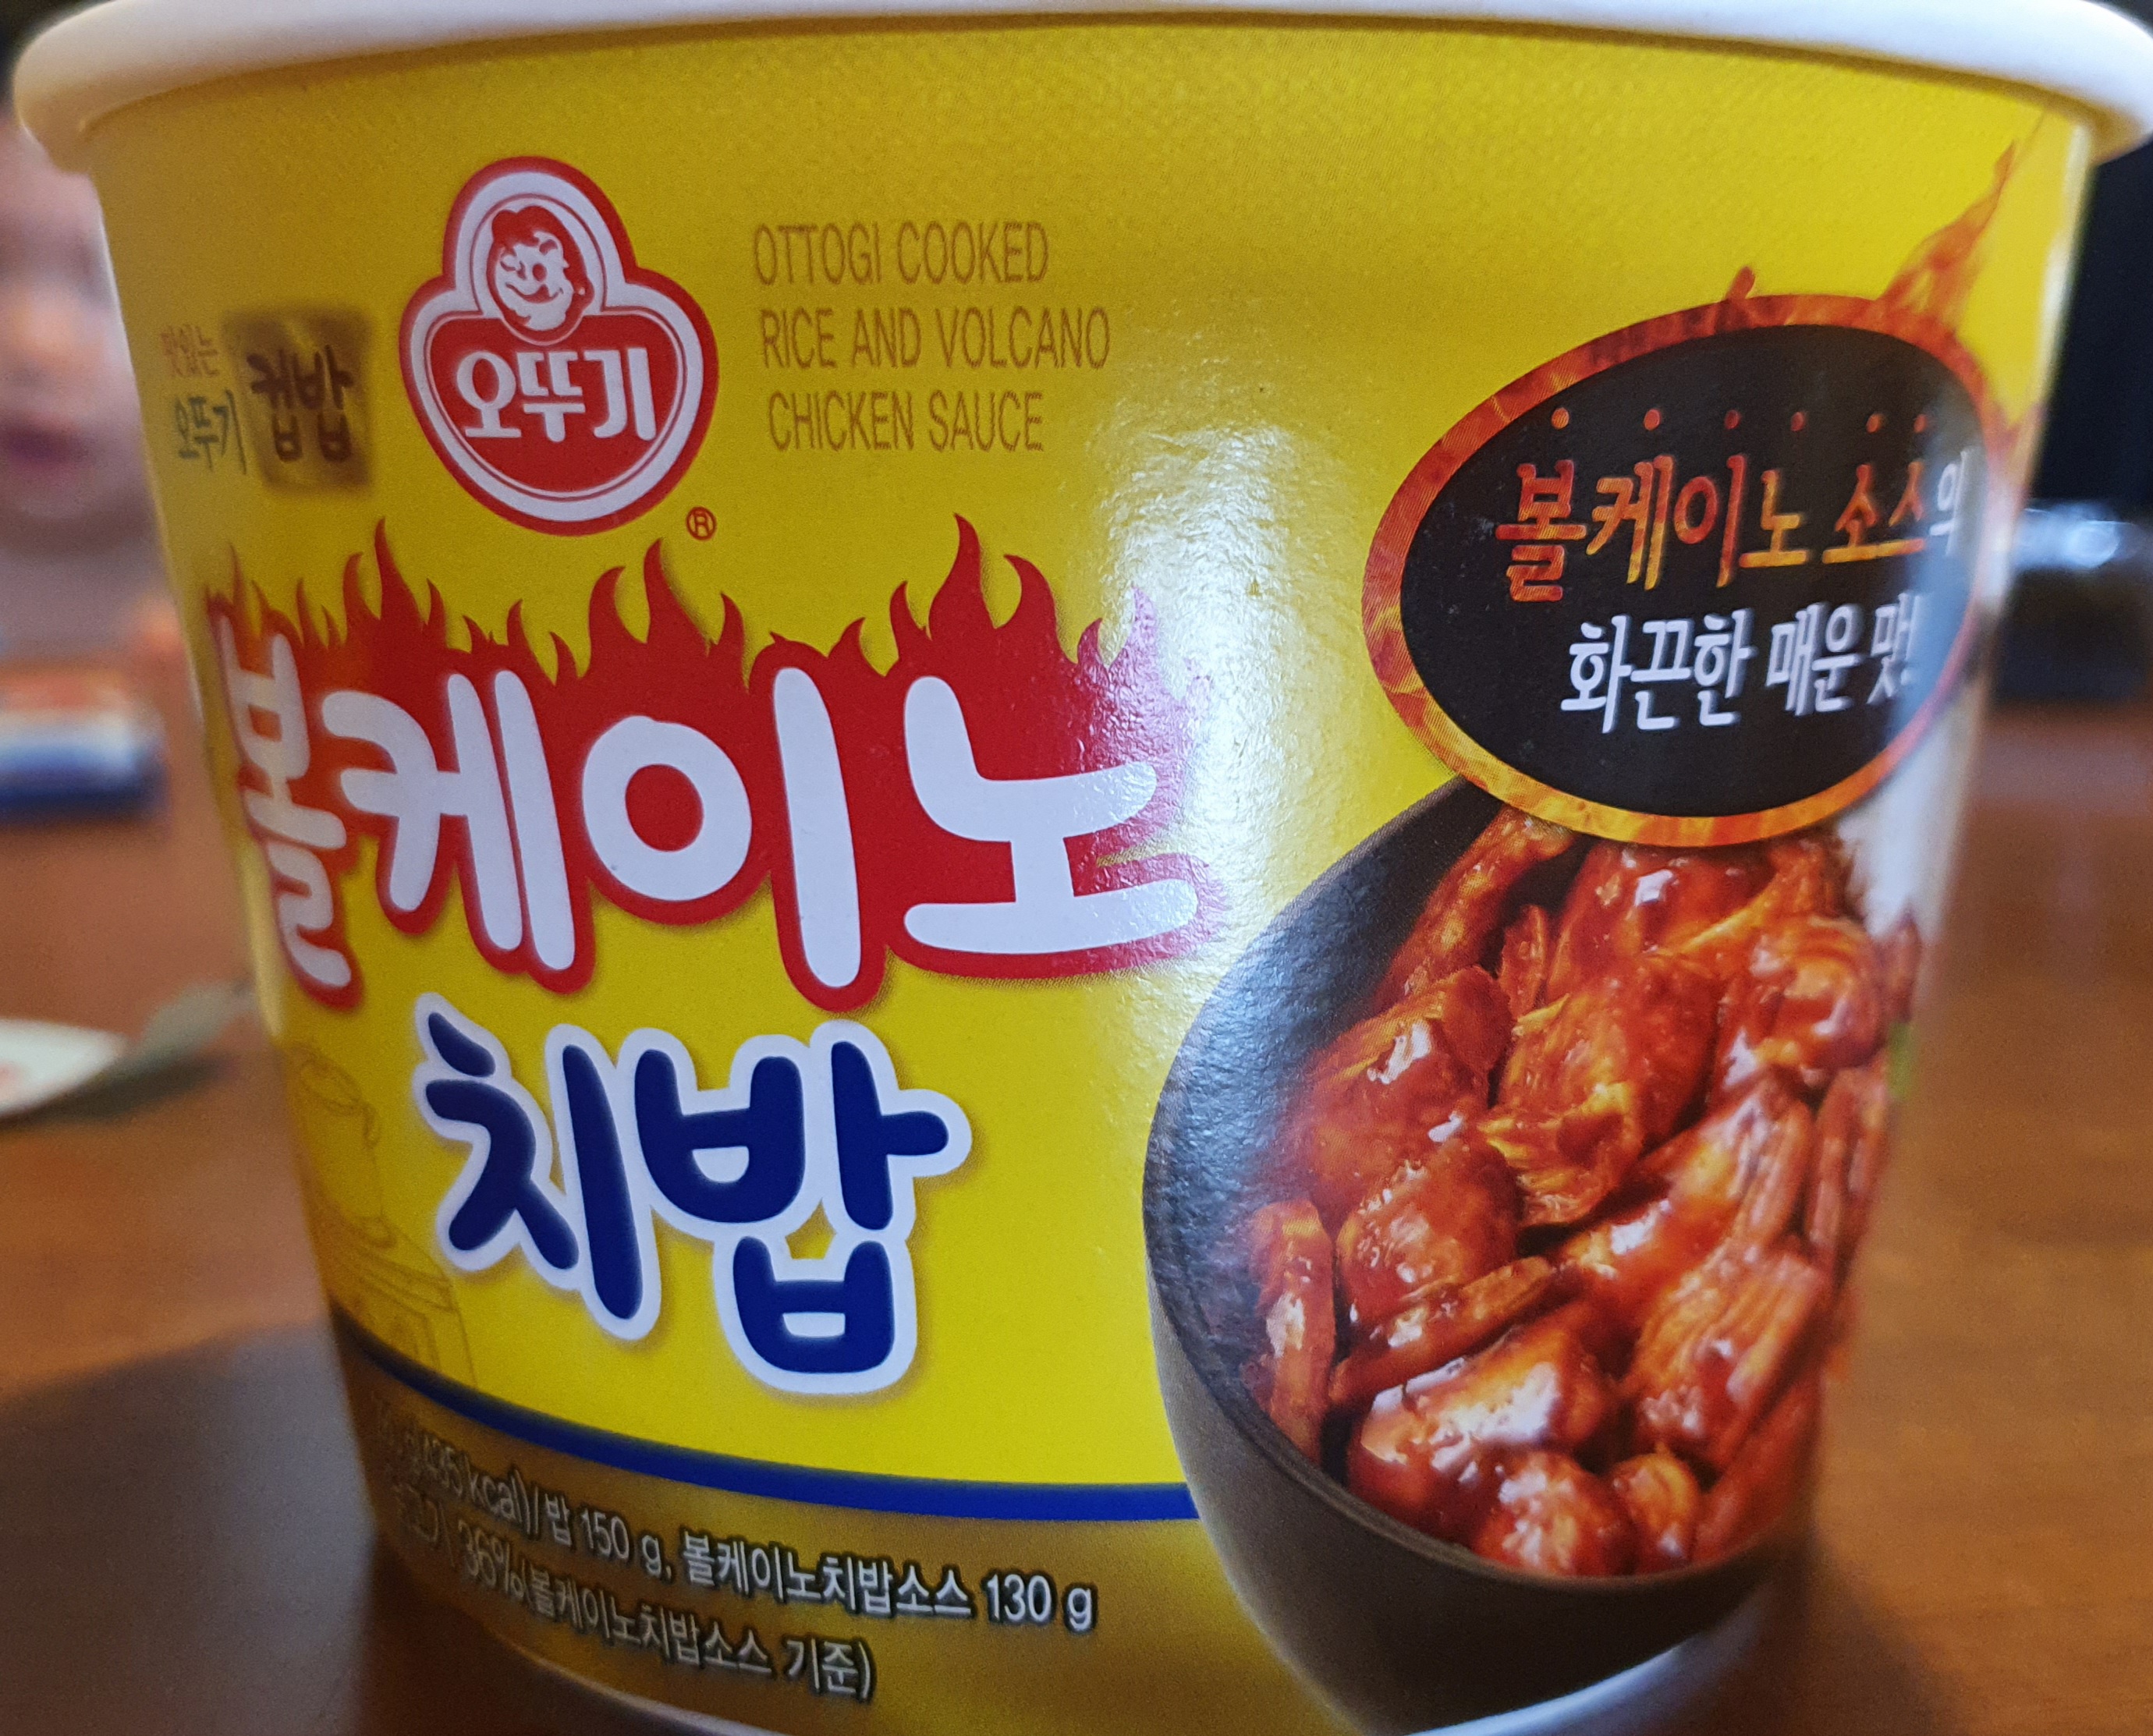 맛있는
오뚜기
컵밥
오뚜기
®
OTTOGI COOKED
RICE AND VOLCANO
CHICKEN SAUCE
볼케이노
치밥
볼케이노 소스의
화끈한 매운 맛!
g(485 kcal)/밥 150 g, 볼케이노치밥소스 130 g
36%(볼케이노치밥소스 기준)